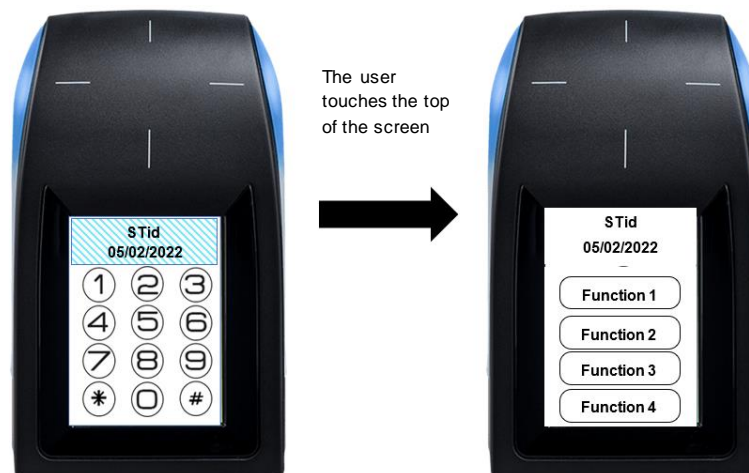 STid
05/02/2022
1 2 3
4 5 6
7 8 9
* 0 #
The user
touches the top
of the screen
STid
05/02/2022
Function 1
Function 2
Function 3
Function 4